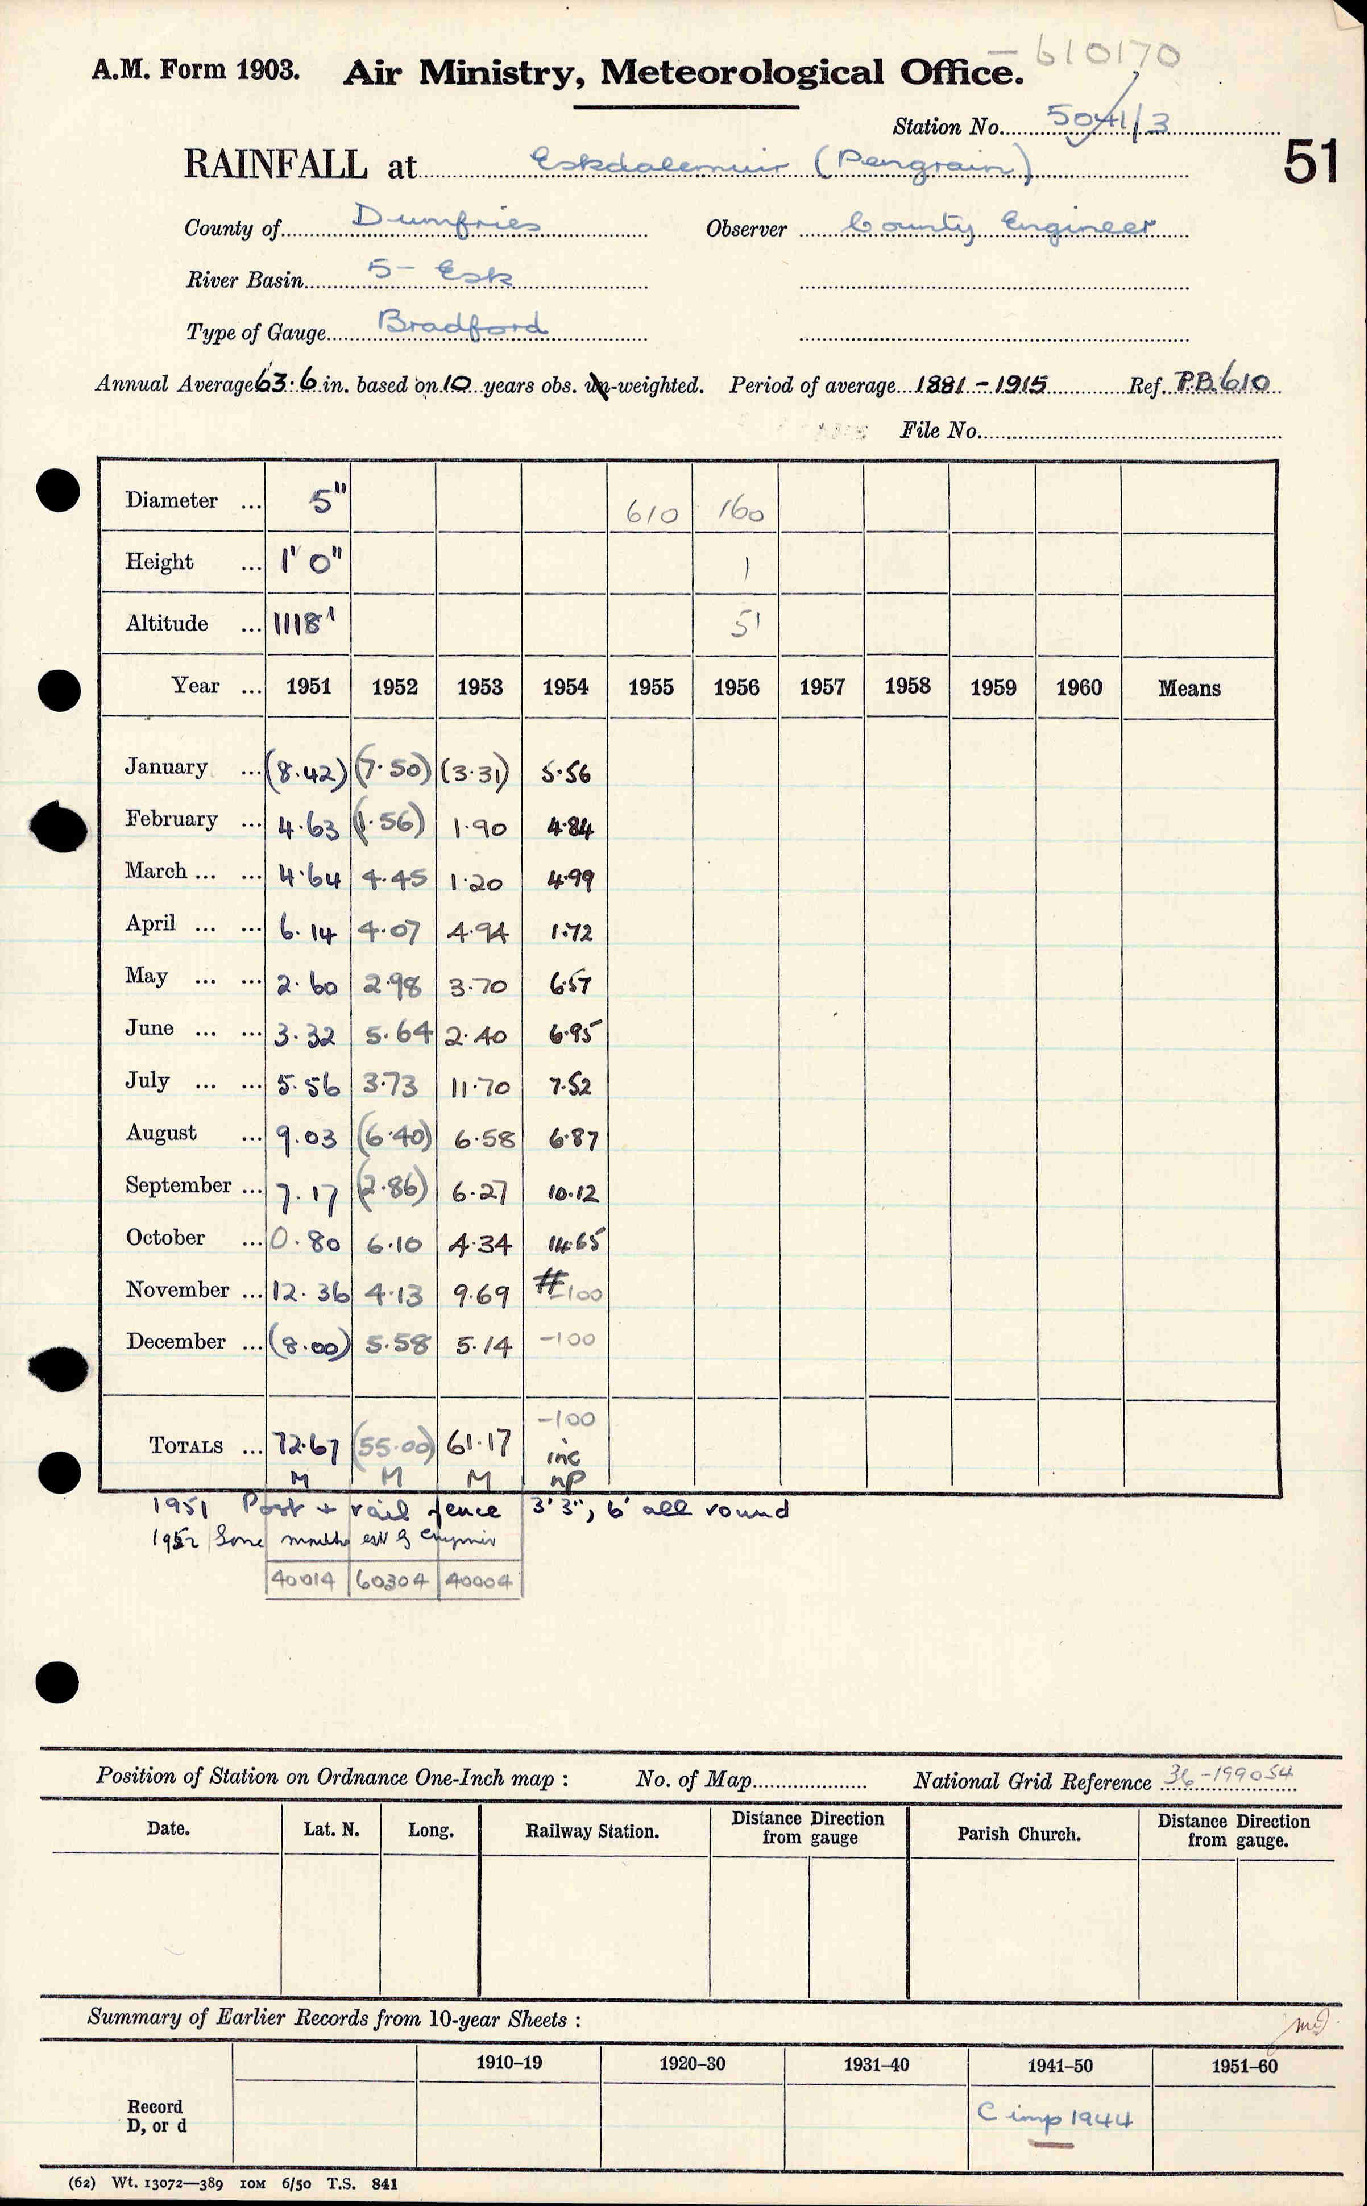 610170
A.M. Form 1903. Air Ministry, Meteorological Office.
Station No. 5041/3
51
RAINFALL at Eskdalemuir (Pengrain)
County of Dumfries Observer County Engineer
River Basin 5 - Esk
Type of Gauge Bradford
Annual Average 63.6 in. based on 10 years obs. un-weighted. Period of average 1881 - 1915 Ref. P.B. 610
File No.
Diameter ... 5" 610 160
Height ... 1' 0" 1
Altitude ... 1118' 51
Year ... 1951 1952 1953 1954 1955 1956 1957 1958 1959 1960 Means
January ... (8.42) (7.50) (3.31) 5.56
February ... 4.63 (1.56) 1.90 4.84
March ... ... 4.64 4.45 1.20 4.99
April ... ... 6.14 4.07 4.94 1.72
May ... ... 2.60 2.98 3.70 6.57
June ... ... 3.32 5.64 2.40 6.95
July ... ... 5.56 3.73 11.70 7.52
August ... 9.03 (6.40) 6.58 6.87
September ... 7.17 (2.86) 6.27 10.12
October ... 0.80 6.10 4.34 14.65
November ... 12.36 4.13 9.69 -100
December ... (8.00) 5.58 5.14 -100
-100
TOTALS ... 72.67 (55.00) 61.17 inc
M M M np
1951 Post + rail fence 3'3", 6' all round
1952 Some months est
40014 60304 40004
Position of Station on Ordnance One-Inch map : No. of Map National Grid Reference 36-199054
Date. Lat. N. Long. Railway Station. Distance Direction from gauge Parish Church. Distance Direction from gauge.
Summary of Earlier Records from 10-year Sheets :
1910-19 1920-30 1931-40 1941-50 1951-60
Record D, or d C imp 1944
(62) Wt. 13072—389 10M 6/50 T.S. 841